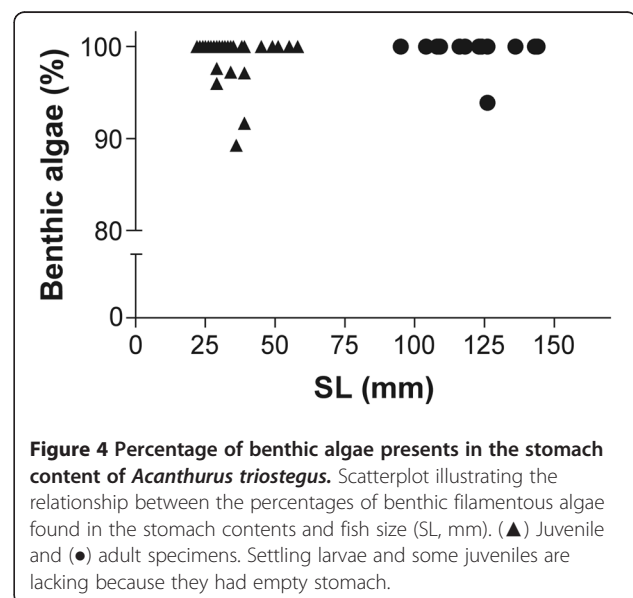 Benthic algae (%)
100
90
80
0
0 25 50 75 100 125 150
SL (mm)
Figure 4 Percentage of benthic algae presents in the stomach
content of Acanthurus triostegus. Scatterplot illustrating the
relationship between the percentages of benthic filamentous algae
found in the stomach contents and fish size (SL, mm). (▲) Juvenile
and (●) adult specimens. Settling larvae and some juveniles are
lacking because they had empty stomach.